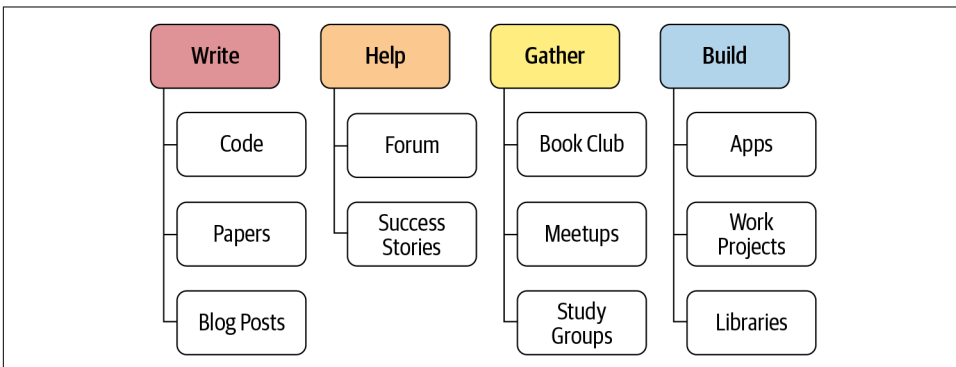 Write
Help
Gather
Build
Code
Forum
Book Club
Apps
Papers
Success
Stories
Meetups
Work
Projects
Blog Posts
Study
Groups
Libraries